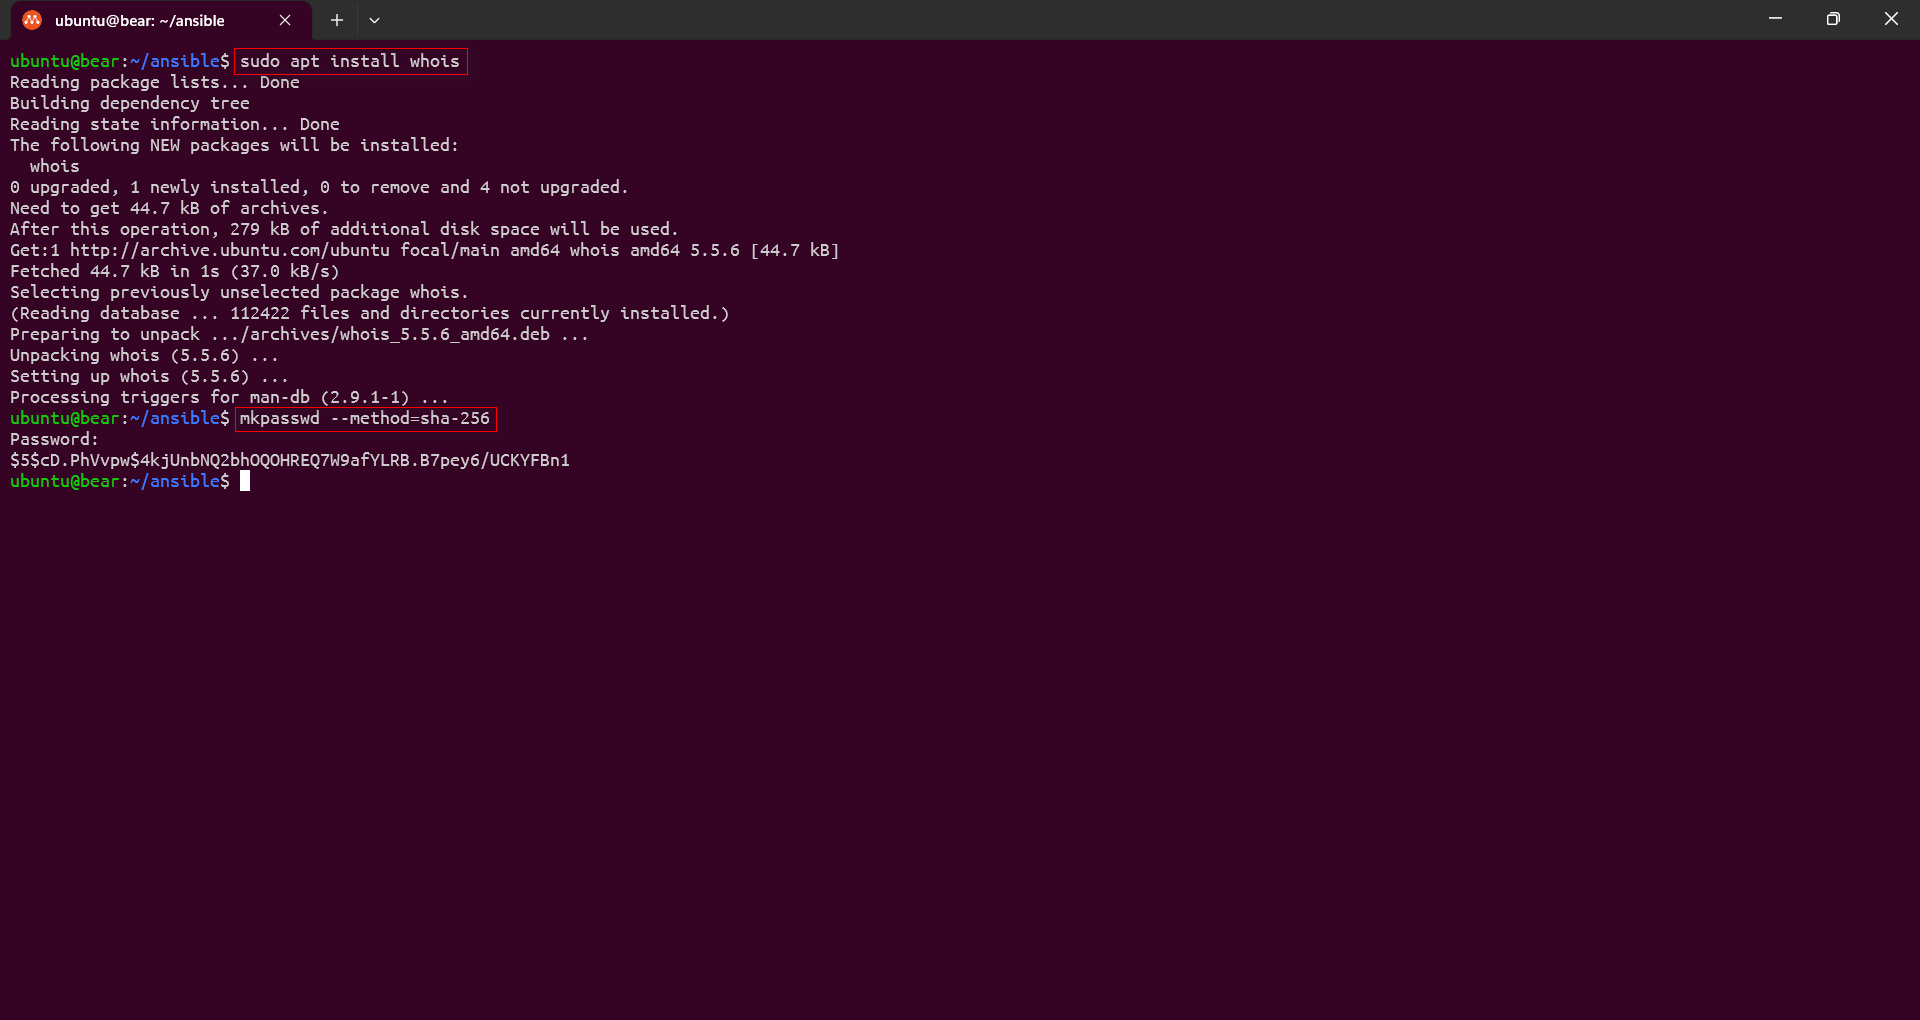 ubuntu@bear: ~/ansible
ubuntu@bear:~/ansible$ sudo apt install whois
Reading package lists... Done
Building dependency tree
Reading state information... Done
The following NEW packages will be installed:
  whois
0 upgraded, 1 newly installed, 0 to remove and 4 not upgraded.
Need to get 44.7 kB of archives.
After this operation, 279 kB of additional disk space will be used.
Get:1 http://archive.ubuntu.com/ubuntu focal/main amd64 whois amd64 5.5.6 [44.7 kB]
Fetched 44.7 kB in 1s (37.0 kB/s)
Selecting previously unselected package whois.
(Reading database ... 112422 files and directories currently installed.)
Preparing to unpack .../archives/whois_5.5.6_amd64.deb ...
Unpacking whois (5.5.6) ...
Setting up whois (5.5.6) ...
Processing triggers for man-db (2.9.1-1) ...
ubuntu@bear:~/ansible$ mkpasswd --method=sha-256
Password:
$5$cD.PhVvpw$4kjUnbNQ2bhOQOHREQ7W9afYLRB.B7pey6/UCKYFBn1
ubuntu@bear:~/ansible$